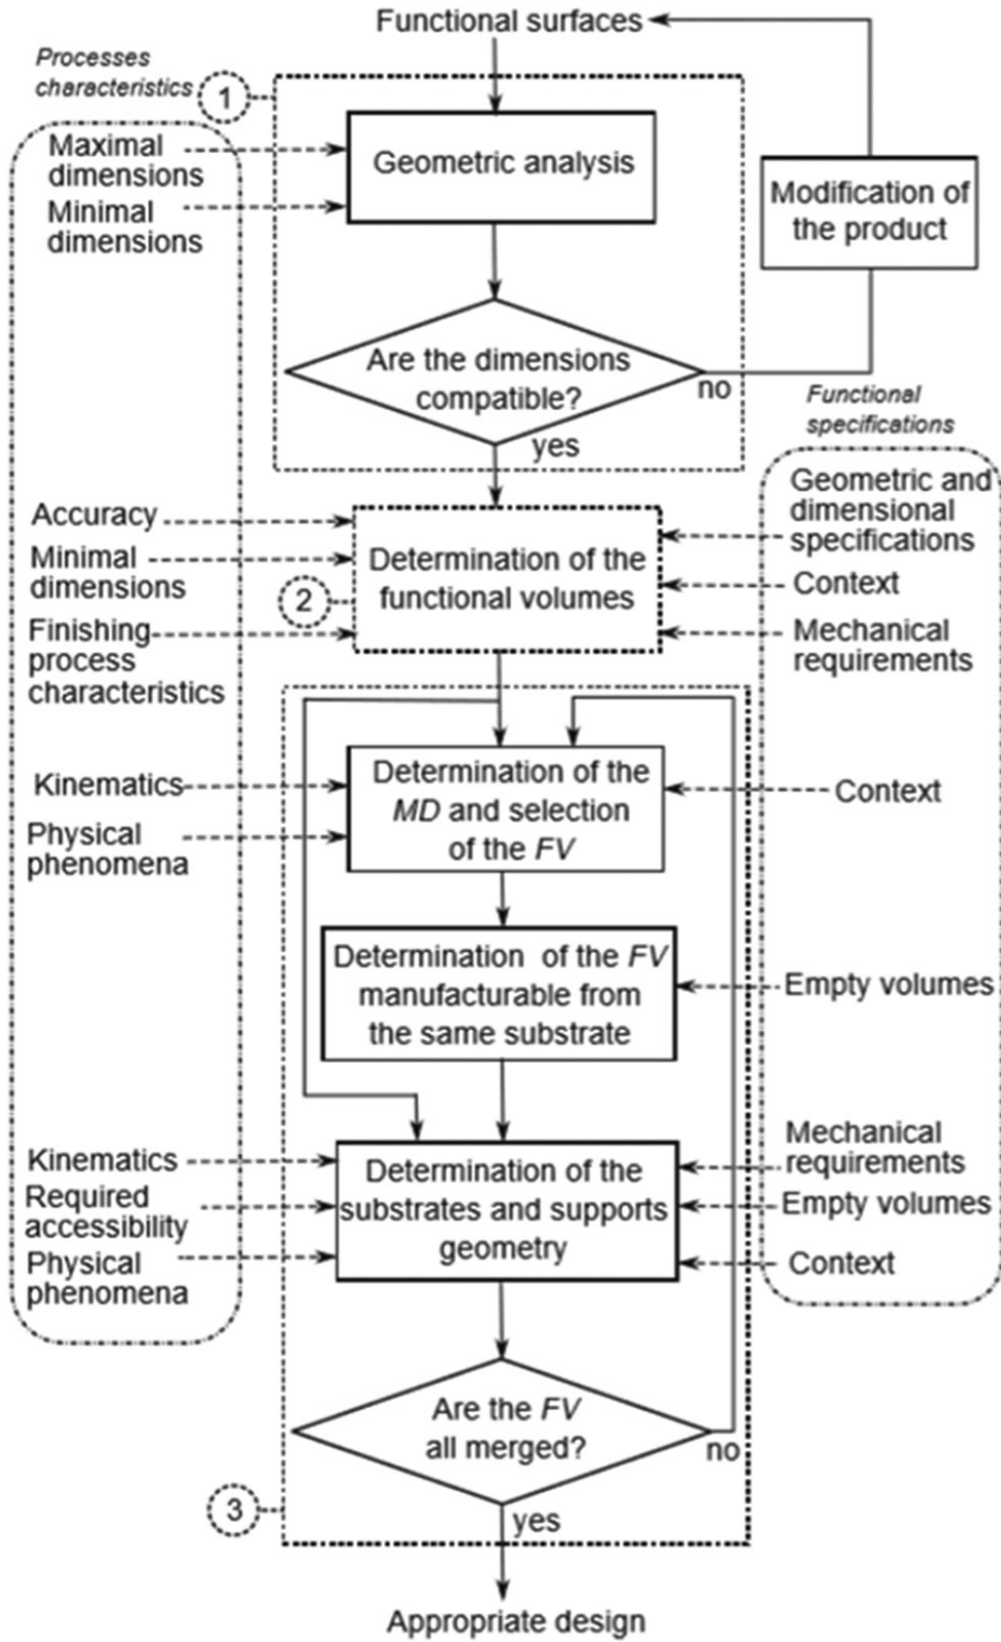 Functional surfaces
Processes
characteristics
1
Maximal
dimensions
Minimal
dimensions
Geometric analysis
Modification of
the product
Are the dimensions
compatible?
no
yes
Functional
specifications
Accuracy
Minimal
dimensions
Finishing
process
characteristics
2
Determination of the
functional volumes
Geometric and
dimensional
specifications
Context
Mechanical
requirements
Kinematics
Physical
phenomena
Determination of the
MD and selection
of the FV
Context
Determination of the FV
manufacturable from
the same substrate
Empty volumes
Kinematics
Required
accessibility
Physical
phenomena
Determination of the
substrates and supports
geometry
Mechanical
requirements
Empty volumes
Context
Are the FV
all merged?
no
3
yes
Appropriate design